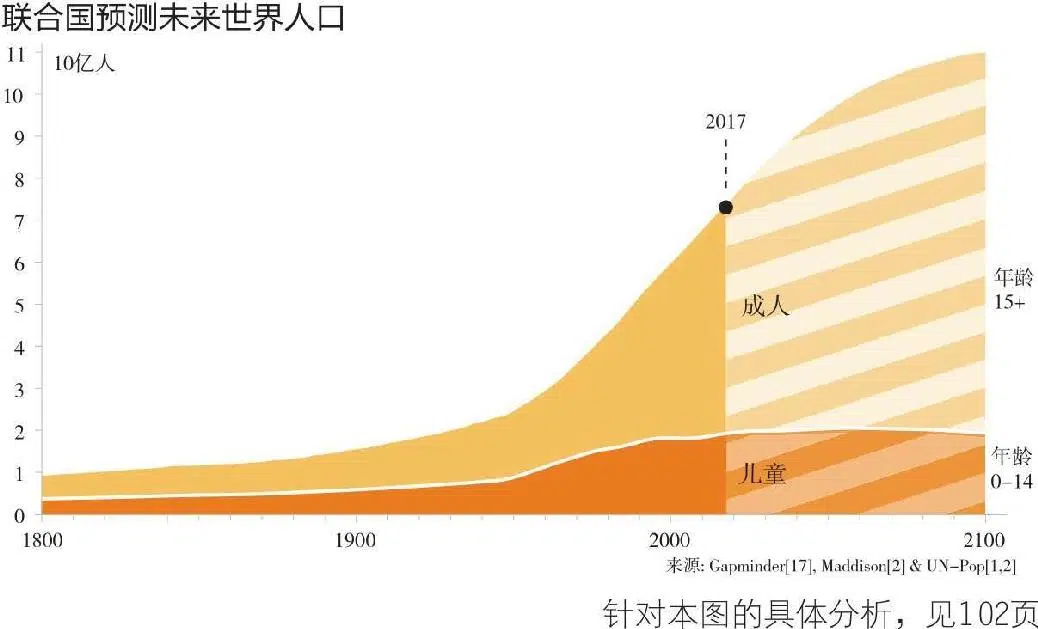 联合国预测未来世界人口
11
10亿人
10
9
2017
8
7
6
年龄
15+
5
成人
4
3
2
年龄
0-14
1
儿童
0
1800
1900
2000
2100
来源: Gapminder[17], Maddison[2] & UN-Pop[1,2]
针对本图的具体分析，见102页